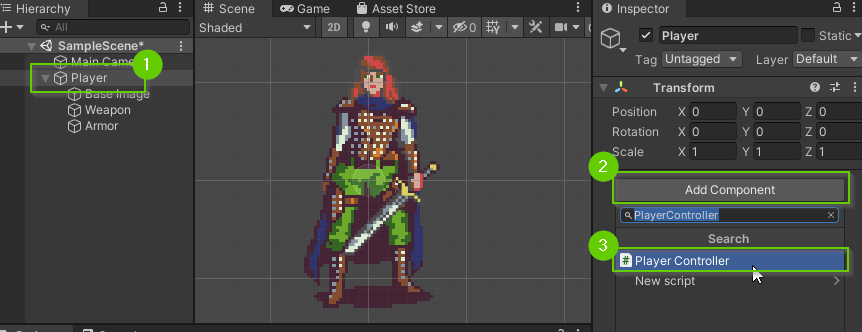 Hierarchy
All
SampleScene*
Main Came
1
Player
Base Image
Weapon
Armor
Scene
Game
Asset Store
Shaded
2D
0
Inspector
Player
Static
Tag Untagged Layer Default
Transform
Position X 0 Y 0 Z 0
Rotation X 0 Y 0 Z 0
Scale X 1 Y 1 Z 1
2
Add Component
PlayerController
Search
3
# Player Controller
New script